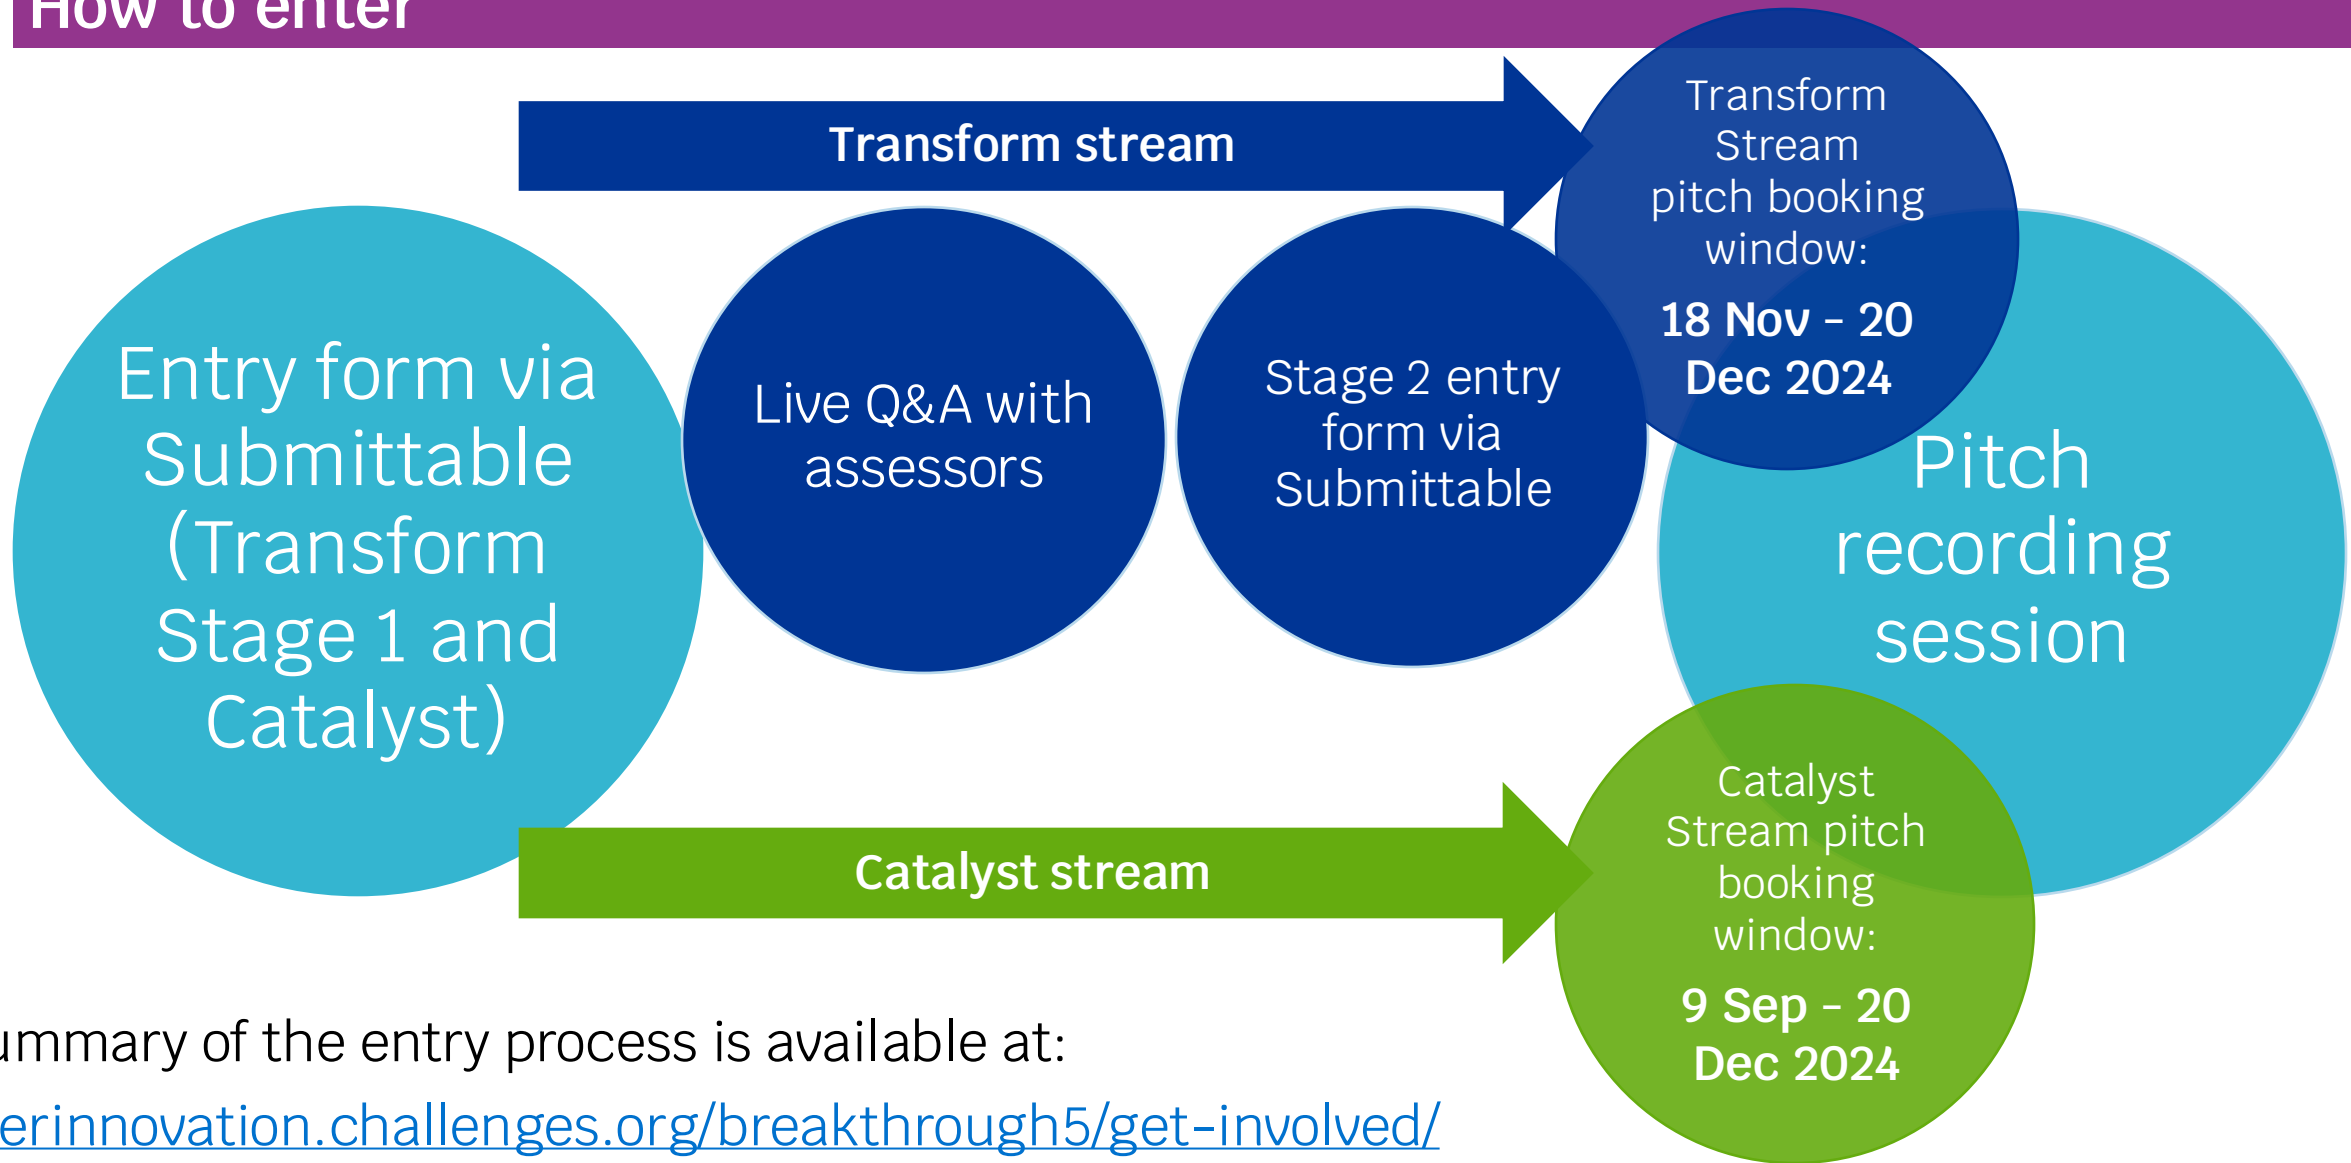 How to enter
Transform stream
Transform
Stream
pitch booking
window:
18 Nov - 20
Dec 2024
Entry form via
Submittable
(Transform
Stage 1 and
Catalyst)
Live Q&A with
assessors
Stage 2 entry
form via
Submittable
Pitch
recording
session
Catalyst stream
Catalyst
Stream pitch
booking
window:
9 Sep - 20
Dec 2024
of the entry process is available at:
erinnovation.challenges.org/breakthrough5/get-involved/